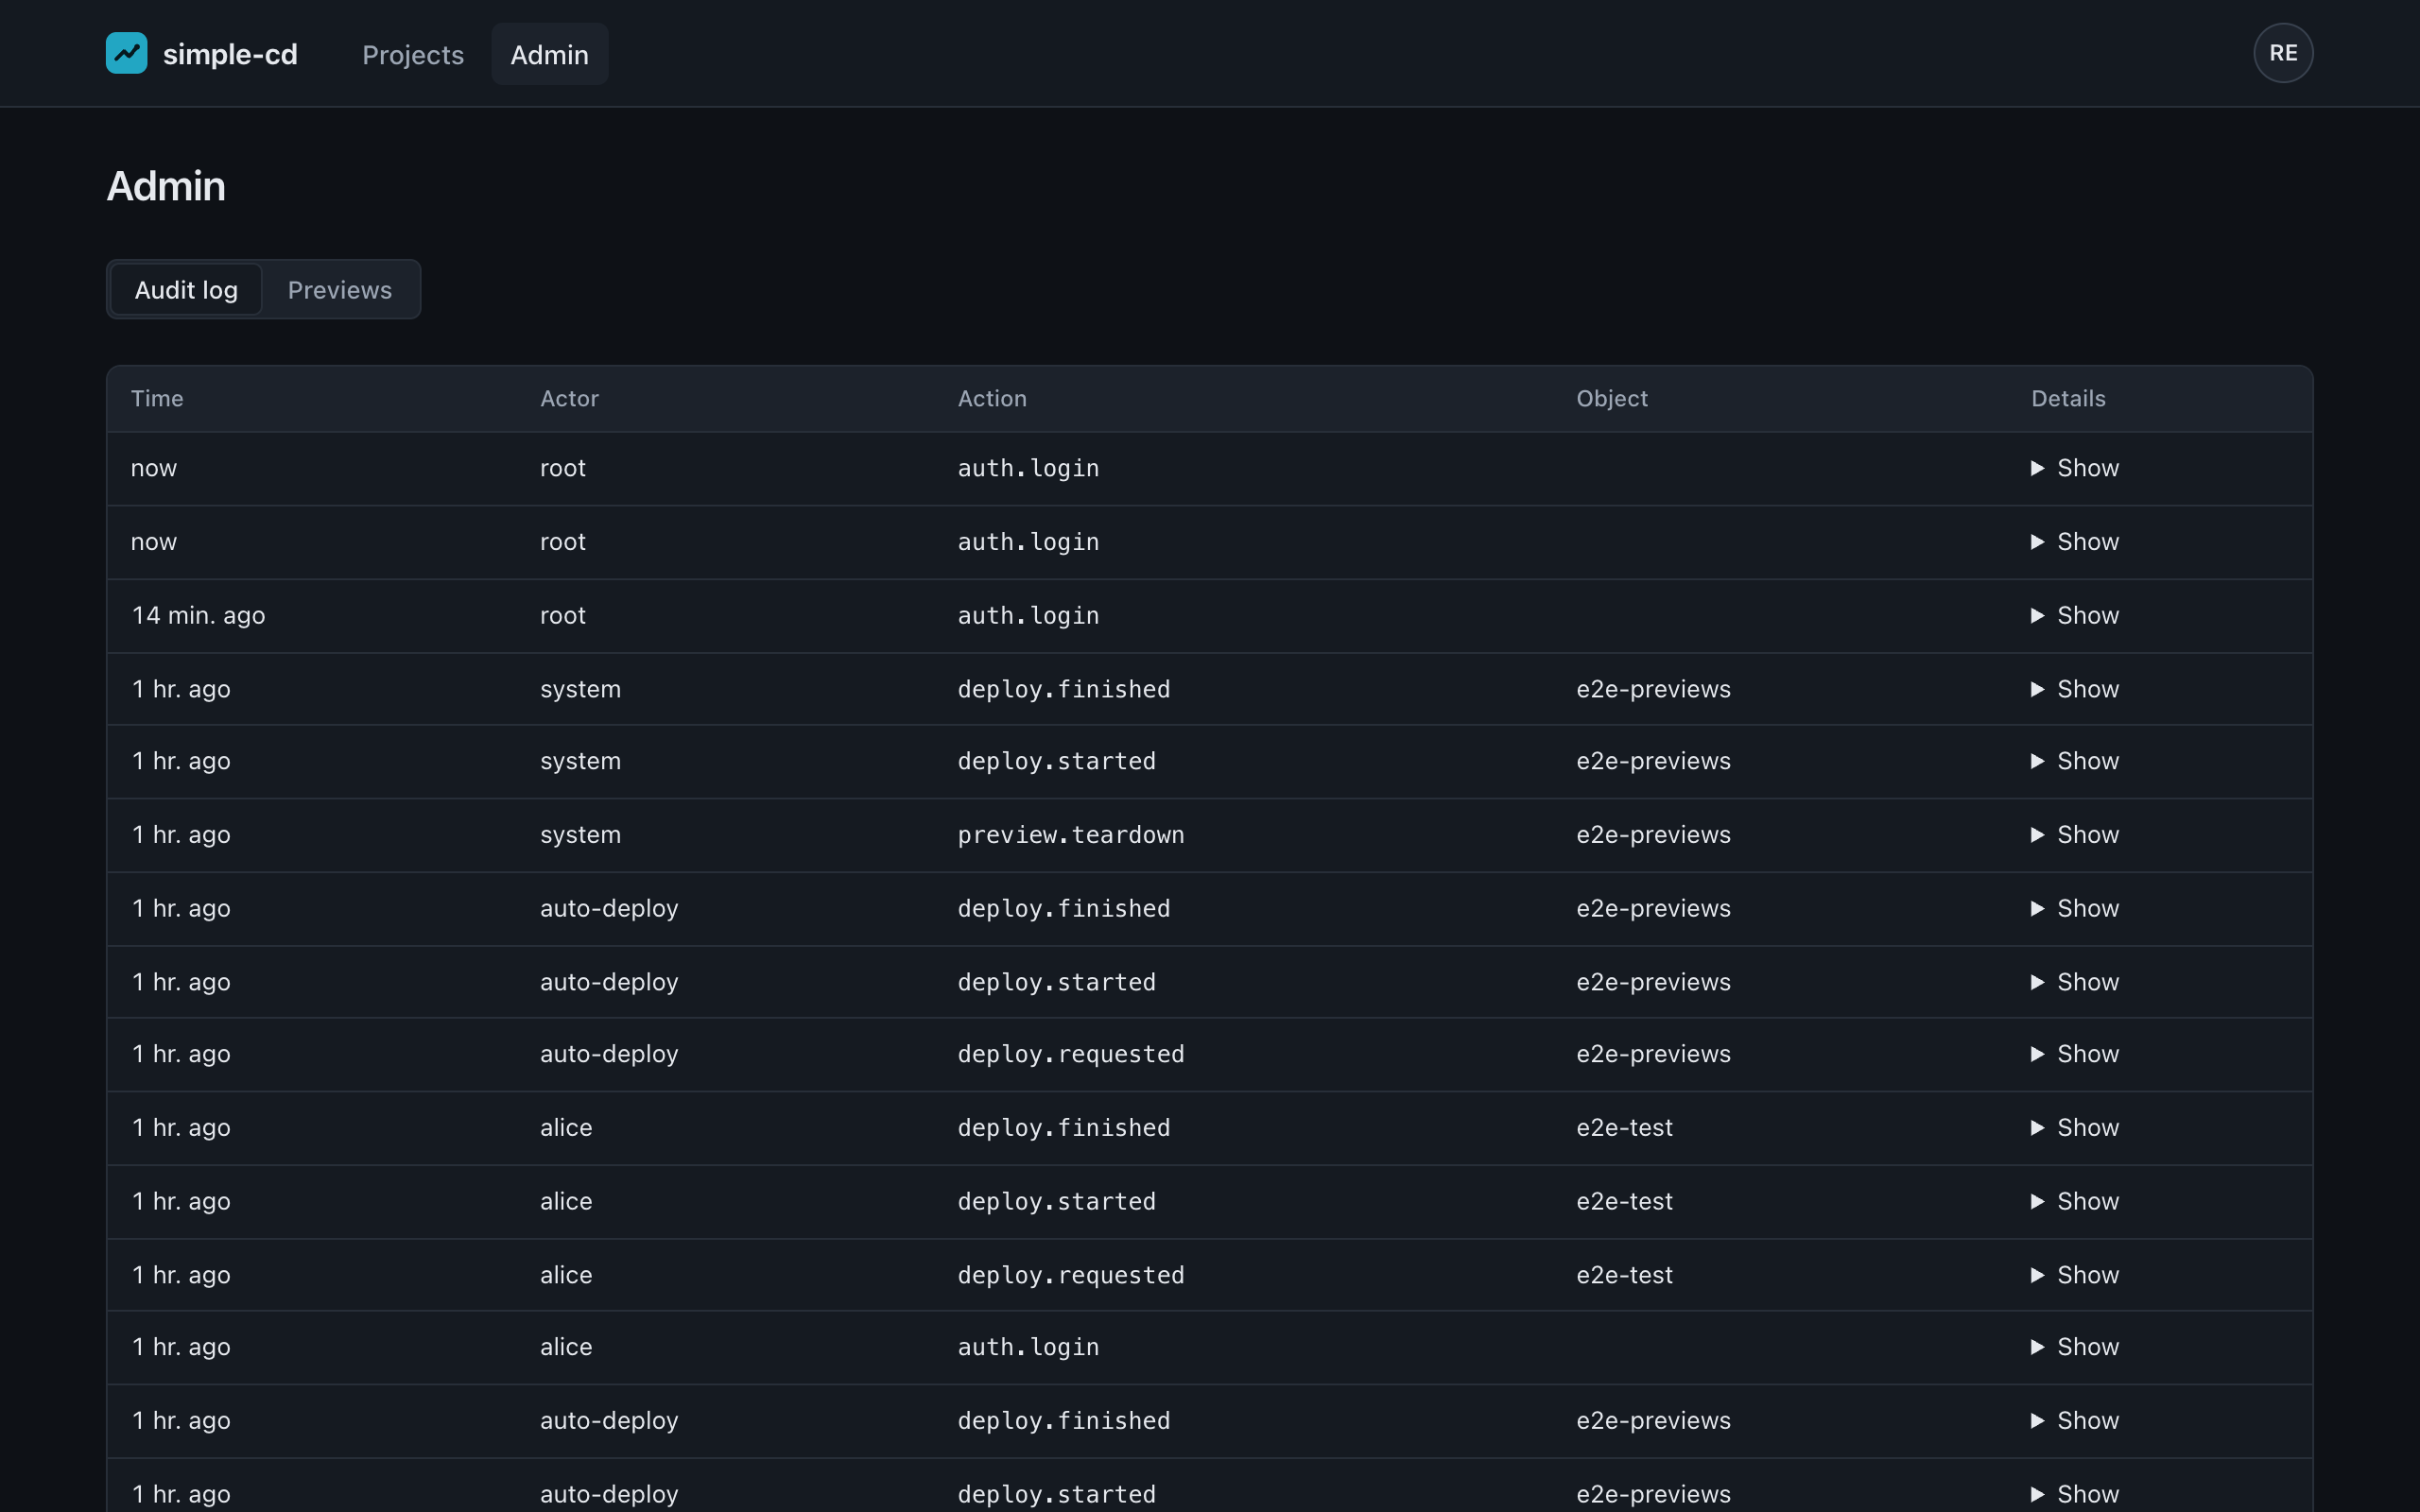 simple-cd Projects Admin RE
Admin
Audit log Previews
Time Actor Action Object Details
now root auth.login Show
now root auth.login Show
14 min. ago root auth.login Show
1 hr. ago system deploy.finished e2e-previews Show
1 hr. ago system deploy.started e2e-previews Show
1 hr. ago system preview.teardown e2e-previews Show
1 hr. ago auto-deploy deploy.finished e2e-previews Show
1 hr. ago auto-deploy deploy.started e2e-previews Show
1 hr. ago auto-deploy deploy.requested e2e-previews Show
1 hr. ago alice deploy.finished e2e-test Show
1 hr. ago alice deploy.started e2e-test Show
1 hr. ago alice deploy.requested e2e-test Show
1 hr. ago alice auth.login Show
1 hr. ago auto-deploy deploy.finished e2e-previews Show
1 hr. ago auto-deploy deploy.started e2e-previews Show